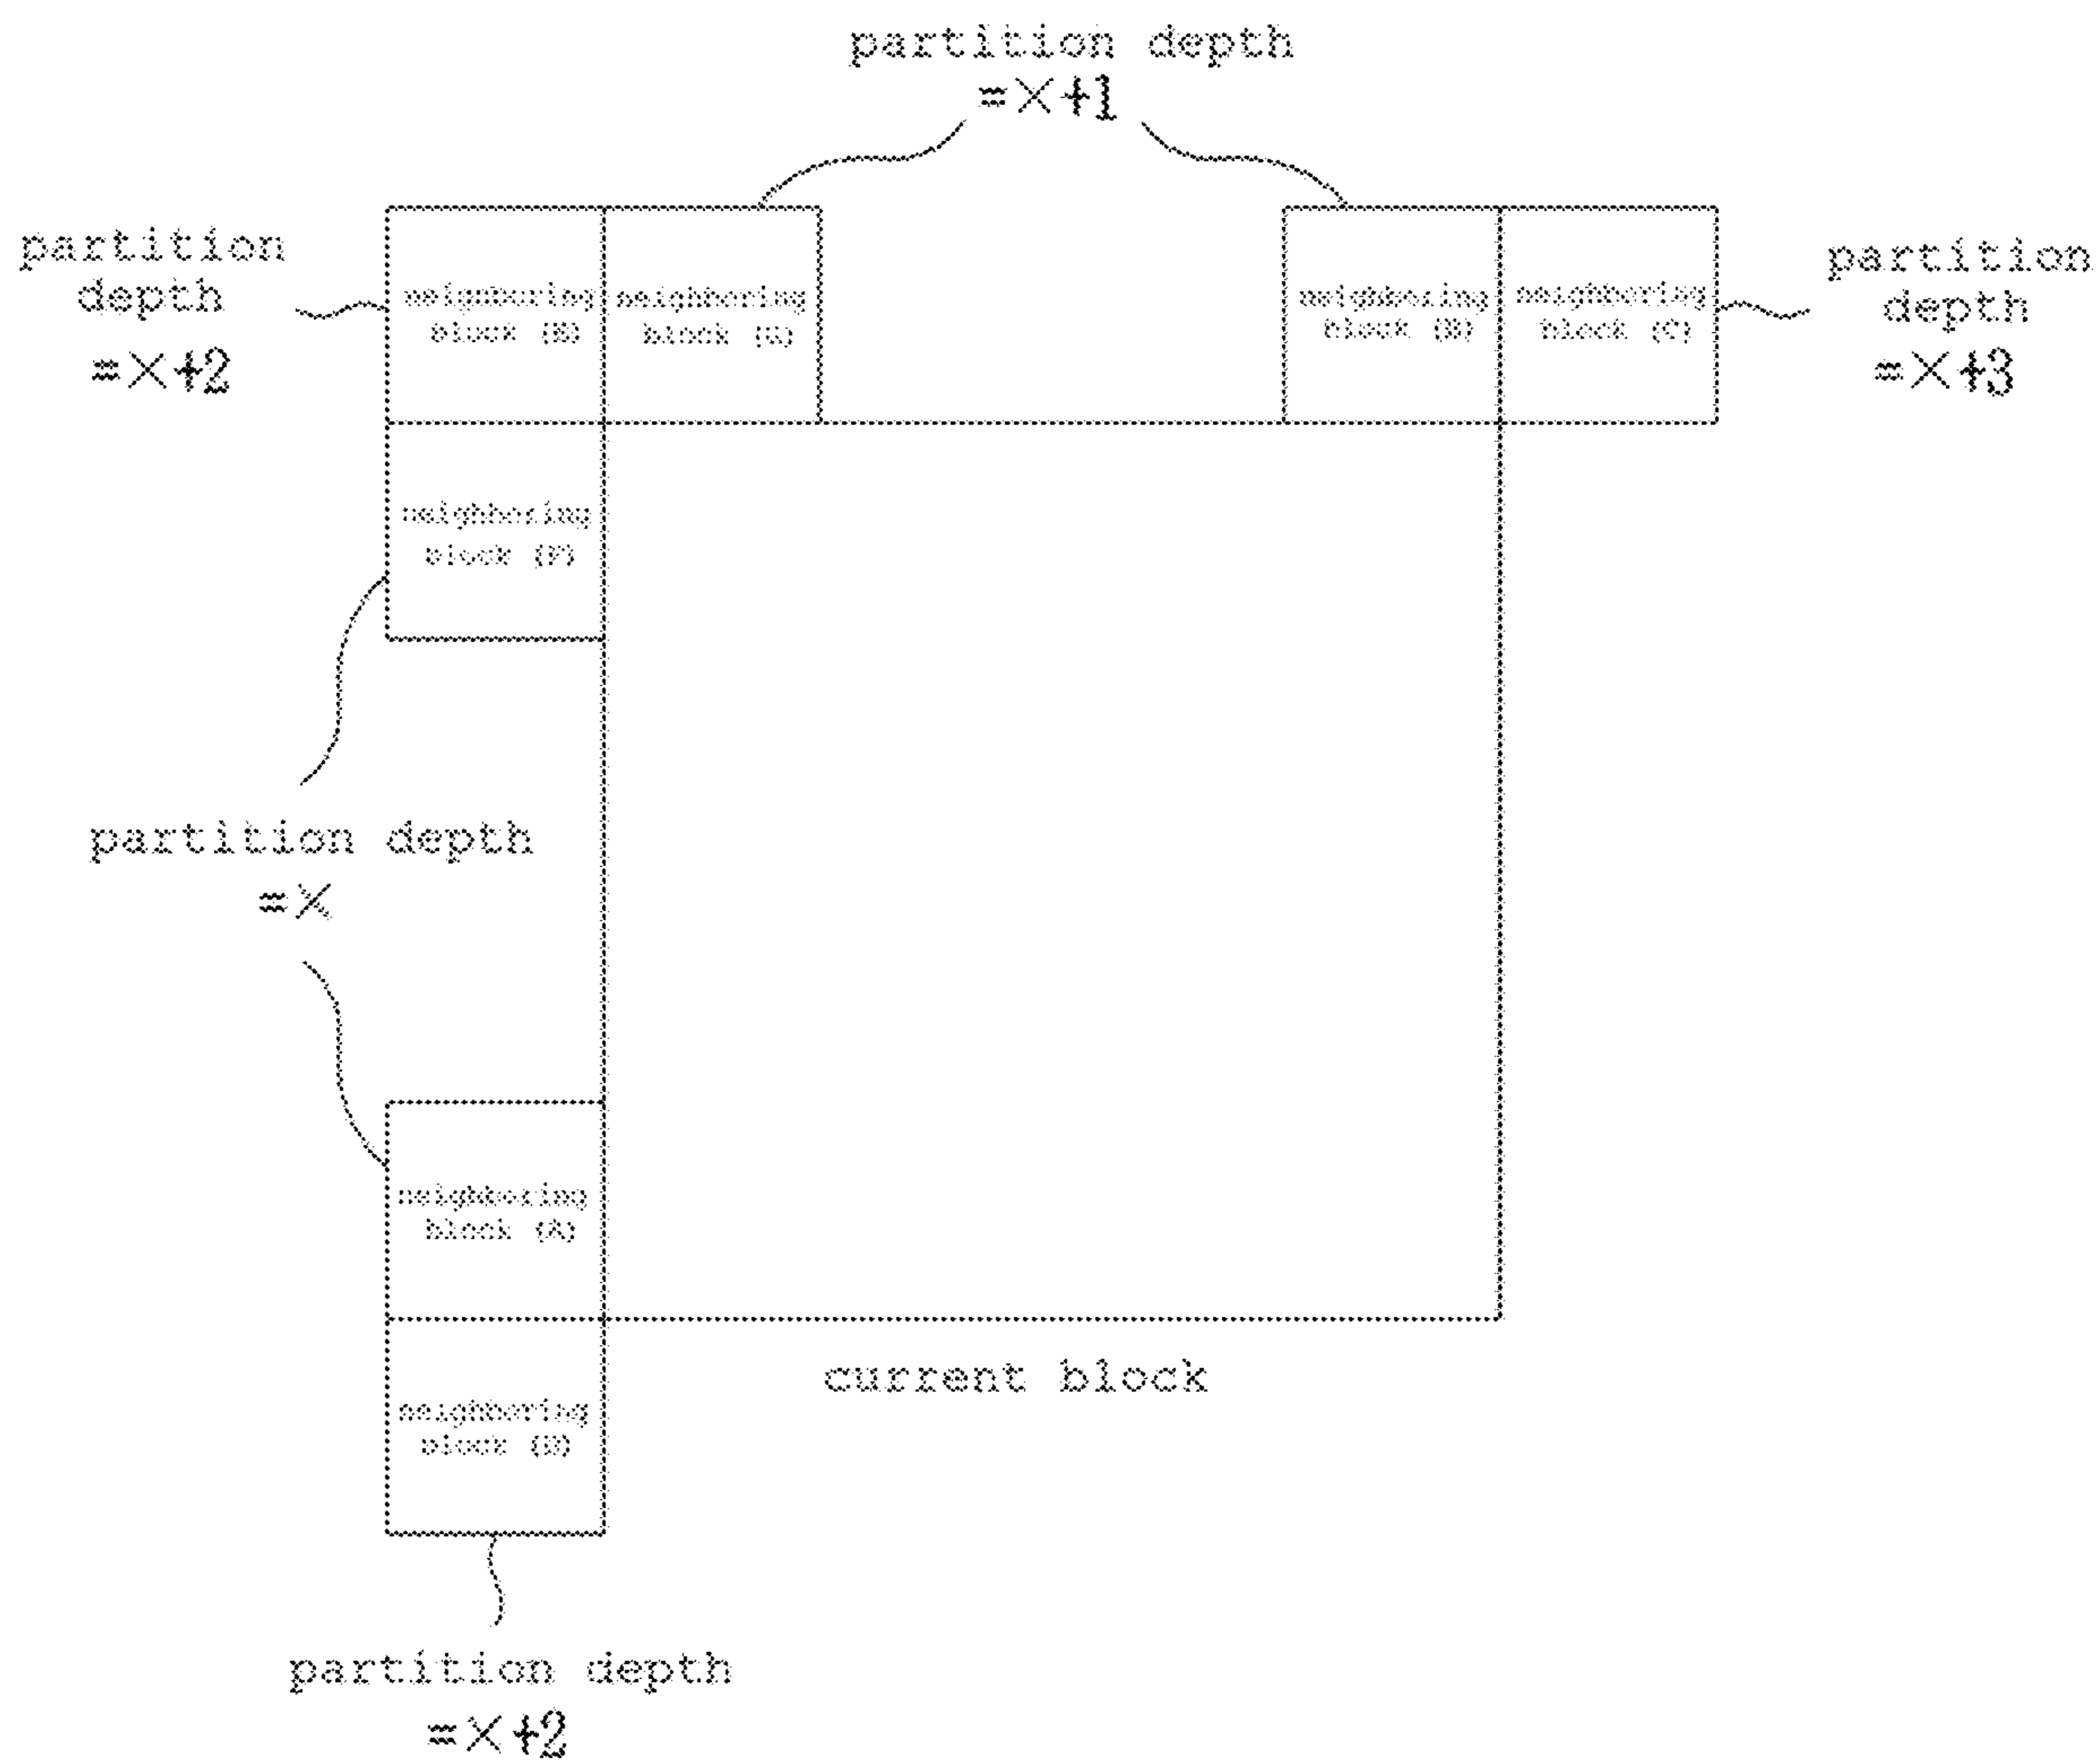 partition depth
=X+1
partition
depth
=X+2
neighboring
block (E)
neighboring
block (G)
neighboring
block (B)
neighboring
block (C)
partition
depth
=X+3
neighboring
block (F)
partition depth
=X
neighboring
block (A)
neighboring
block (D)
current block
partition depth
=X+2